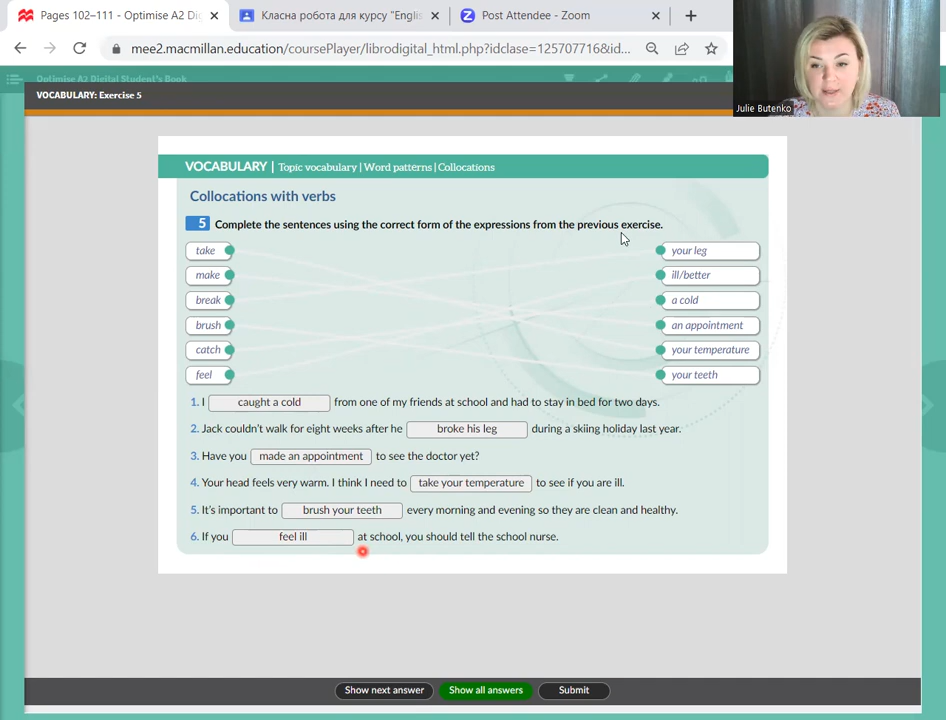 Pages 102–111 - Optimise A2 Di
Класна робота для курсу "Englis
Post Attendee - Zoom
mee2.macmillan.education/coursePlayer/librodigital_html.php?idclase=125707716&id...
Optimise A2 Digital Student's Book
VOCABULARY: Exercise 5
Julie Butenko
VOCABULARY | Topic vocabulary | Word patterns | Collocations
Collocations with verbs
5 Complete the sentences using the correct form of the expressions from the previous exercise.
take your leg
make ill/better
break a cold
brush an appointment
catch your temperature
feel your teeth
1. I caught a cold from one of my friends at school and had to stay in bed for two days.
2. Jack couldn't walk for eight weeks after he broke his leg during a skiing holiday last year.
3. Have you made an appointment to see the doctor yet?
4. Your head feels very warm. I think I need to take your temperature to see if you are ill.
5. It's important to brush your teeth every morning and evening so they are clean and healthy.
6. If you feel ill at school, you should tell the school nurse.
Show next answer Show all answers Submit